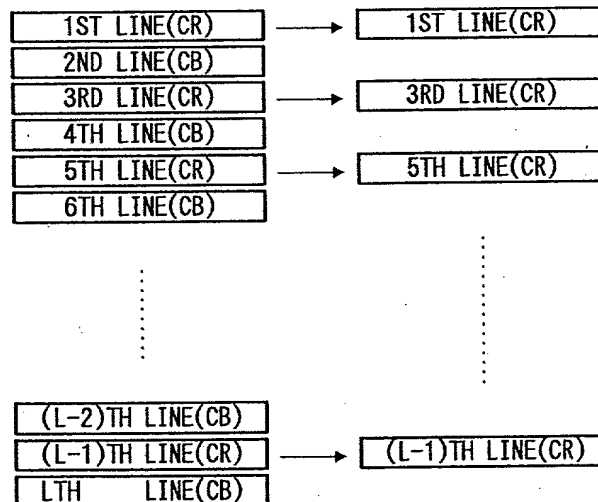 1ST LINE(CR) 1ST LINE(CR)
2ND LINE(CB)
3RD LINE(CR) 3RD LINE(CR)
4TH LINE(CB)
5TH LINE(CR) 5TH LINE(CR)
6TH LINE(CB)
(L-2)TH LINE(CB)
(L-1)TH LINE(CR) (L-1)TH LINE(CR)
LTH LINE(CB)